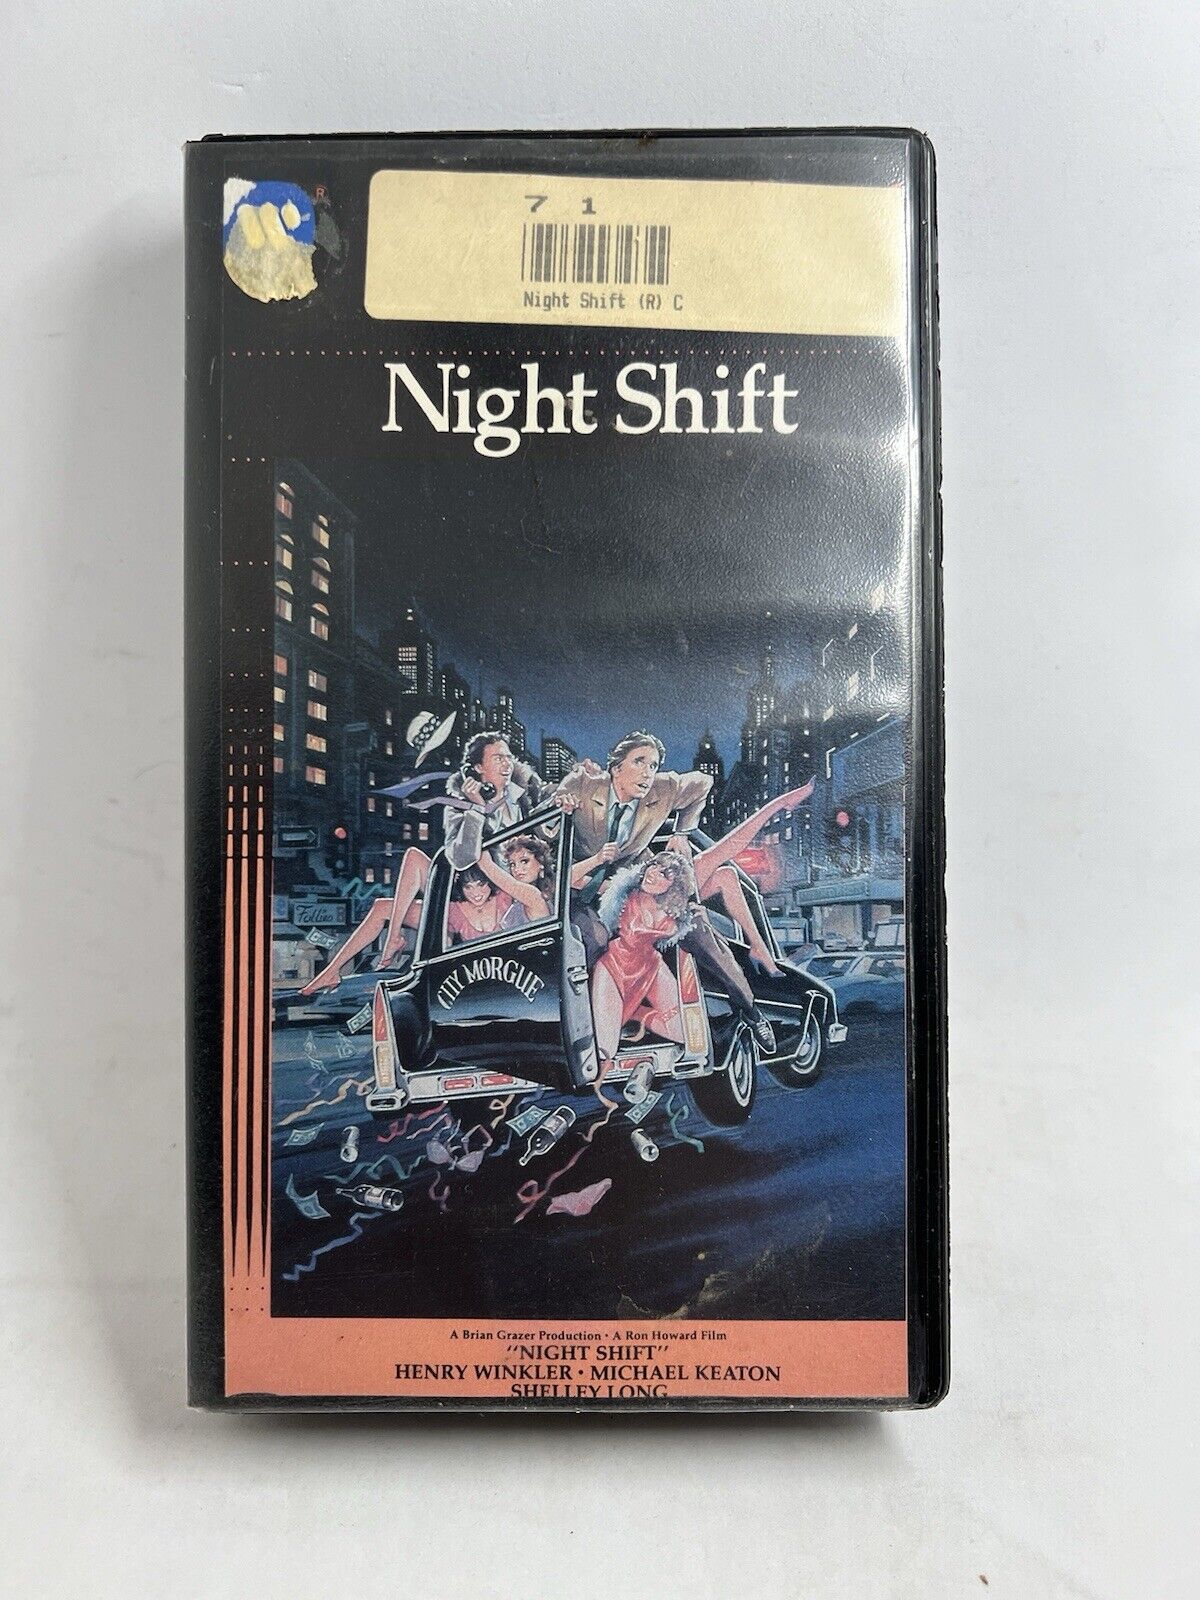 7 1
Night Shift (R) C
R
Night Shift
Follies
CITY MORGUE
A Brian Grazer Production · A Ron Howard Film
"NIGHT SHIFT"
HENRY WINKLER · MICHAEL KEATON
SHELLEY LONG